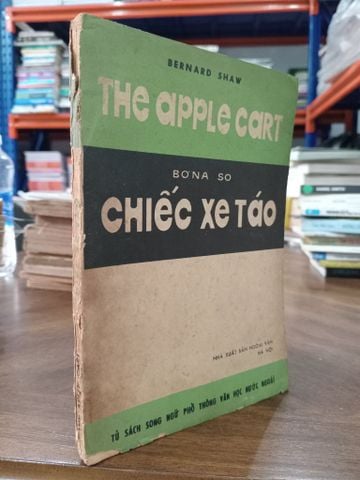 BERNARD SHAW
THE APPLE CART
BƠNA SO
CHIẾC XE TÁO
NHÀ XUẤT BẢN NGOẠI VĂN
HÀ NỘI
TỦ SÁCH SONG NGỮ PHỔ THÔNG VĂN HỌC NƯỚC NGOÀI